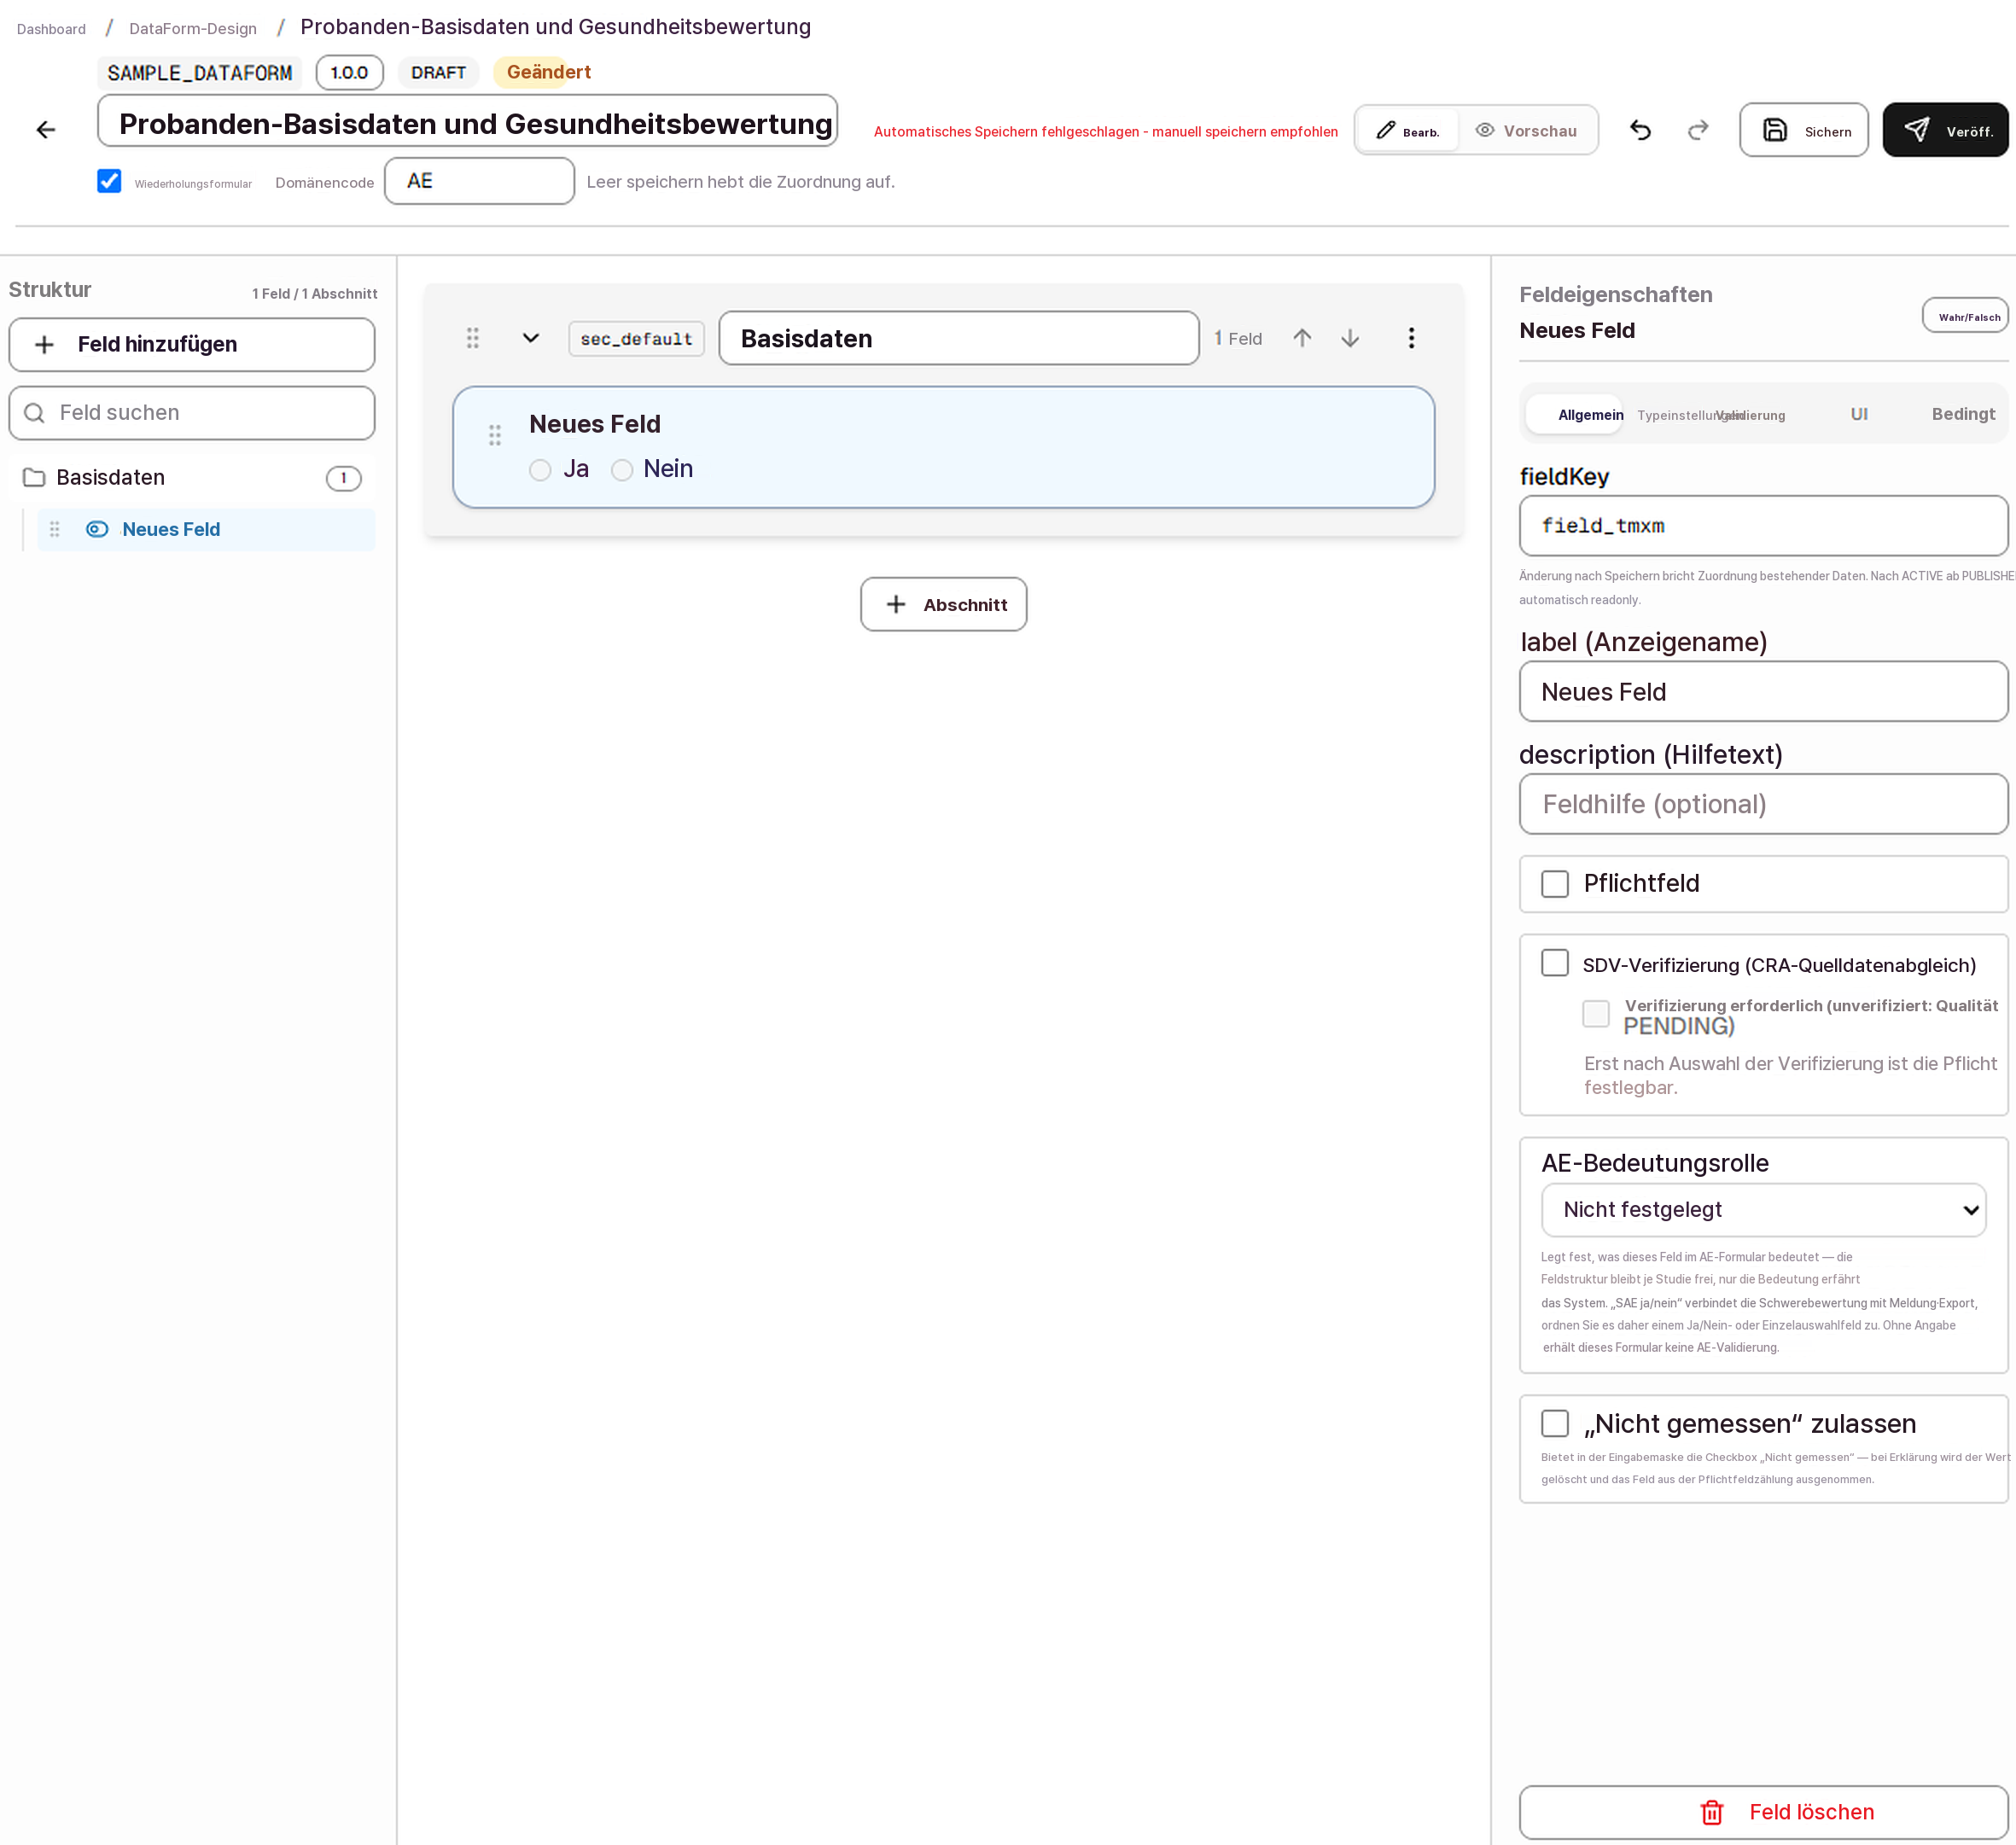 Dashboard / DataForm-Design / Probanden-Basisdaten und Gesundheitsbewertung
SAMPLE_DATAFORM 1.0.0 DRAFT Geändert
Probanden-Basisdaten und Gesundheitsbewertung
Automatisches Speichern fehlgeschlagen - manuell speichern empfohlen
Bearb. Vorschau Sichern Veröff.
Wiederholungsformular Domänencode AE Leer speichern hebt die Zuordnung auf.
Struktur 1 Feld / 1 Abschnitt
Feld hinzufügen
Feld suchen
Basisdaten 1
Neues Feld
sec_default Basisdaten 1 Feld
Neues Feld
Ja Nein
Abschnitt
Feldeigenschaften
Neues Feld
Wahr/Falsch
Allgemein Typeinstellungen Validierung UI Bedingt
fieldKey
field_tmxm
Änderung nach Speichern bricht Zuordnung bestehender Daten. Nach ACTIVE ab PUBLISHE
automatisch readonly.
label (Anzeigename)
Neues Feld
description (Hilfetext)
Feldhilfe (optional)
Pflichtfeld
SDV-Verifizierung (CRA-Quelldatenabgleich)
Verifizierung erforderlich (unverifiziert: Qualität
PENDING)
Erst nach Auswahl der Verifizierung ist die Pflicht
festlegbar.
AE-Bedeutungsrolle
Nicht festgelegt
Legt fest, was dieses Feld im AE-Formular bedeutet — die
Feldstruktur bleibt je Studie frei, nur die Bedeutung erfährt
das System. „SAE ja/nein“ verbindet die Schwerebewertung mit Meldung·Export,
ordnen Sie es daher einem Ja/Nein- oder Einzelauswahlfeld zu. Ohne Angabe
erhält dieses Formular keine AE-Validierung.
„Nicht gemessen“ zulassen
Bietet in der Eingabemaske die Checkbox „Nicht gemessen“ — bei Erklärung wird der Wert
gelöscht und das Feld aus der Pflichtfeldzählung ausgenommen.
Feld löschen